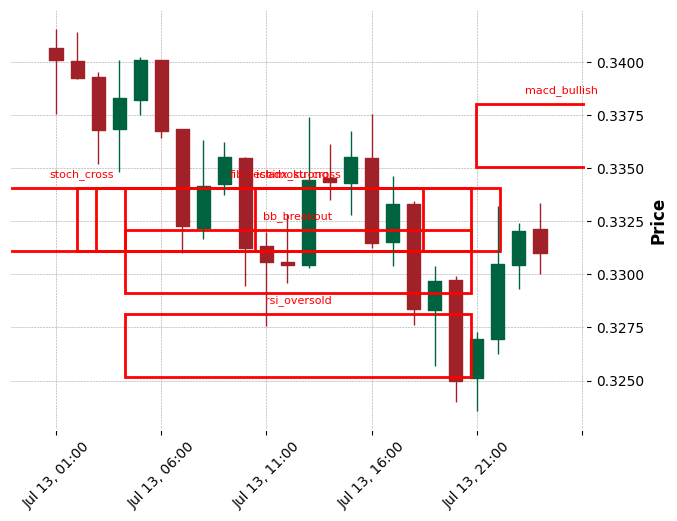 0.3400
macd_bullish
0.3375
0.3350
stoch_cross
0.3325
bb_breakout
0.3300
rsi_oversold
0.3275
0.3250
Price
Jul 13, 01:00
Jul 13, 06:00
Jul 13, 11:00
Jul 13, 16:00
Jul 13, 21:00